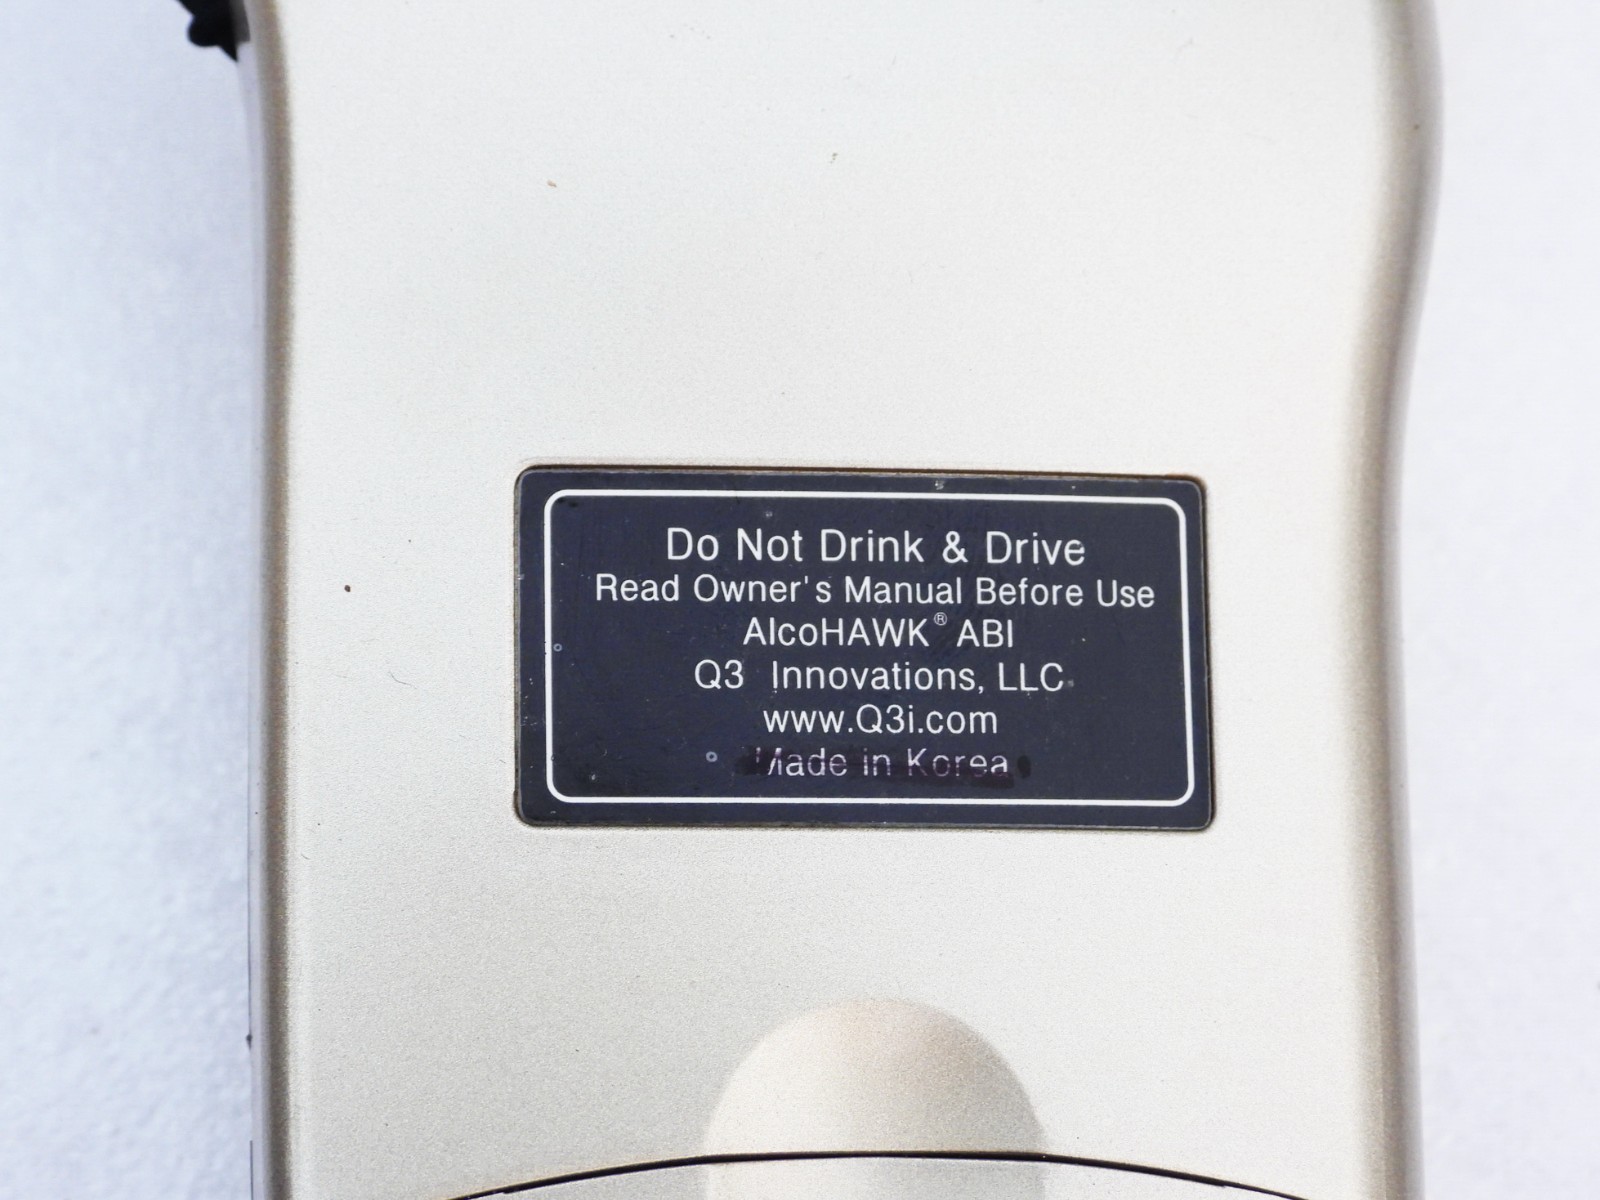 Do Not Drink & Drive
Read Owner's Manual Before Use
AlcoHAWK® ABI
Q3 Innovations, LLC
www.Q3i.com
Made in Korea